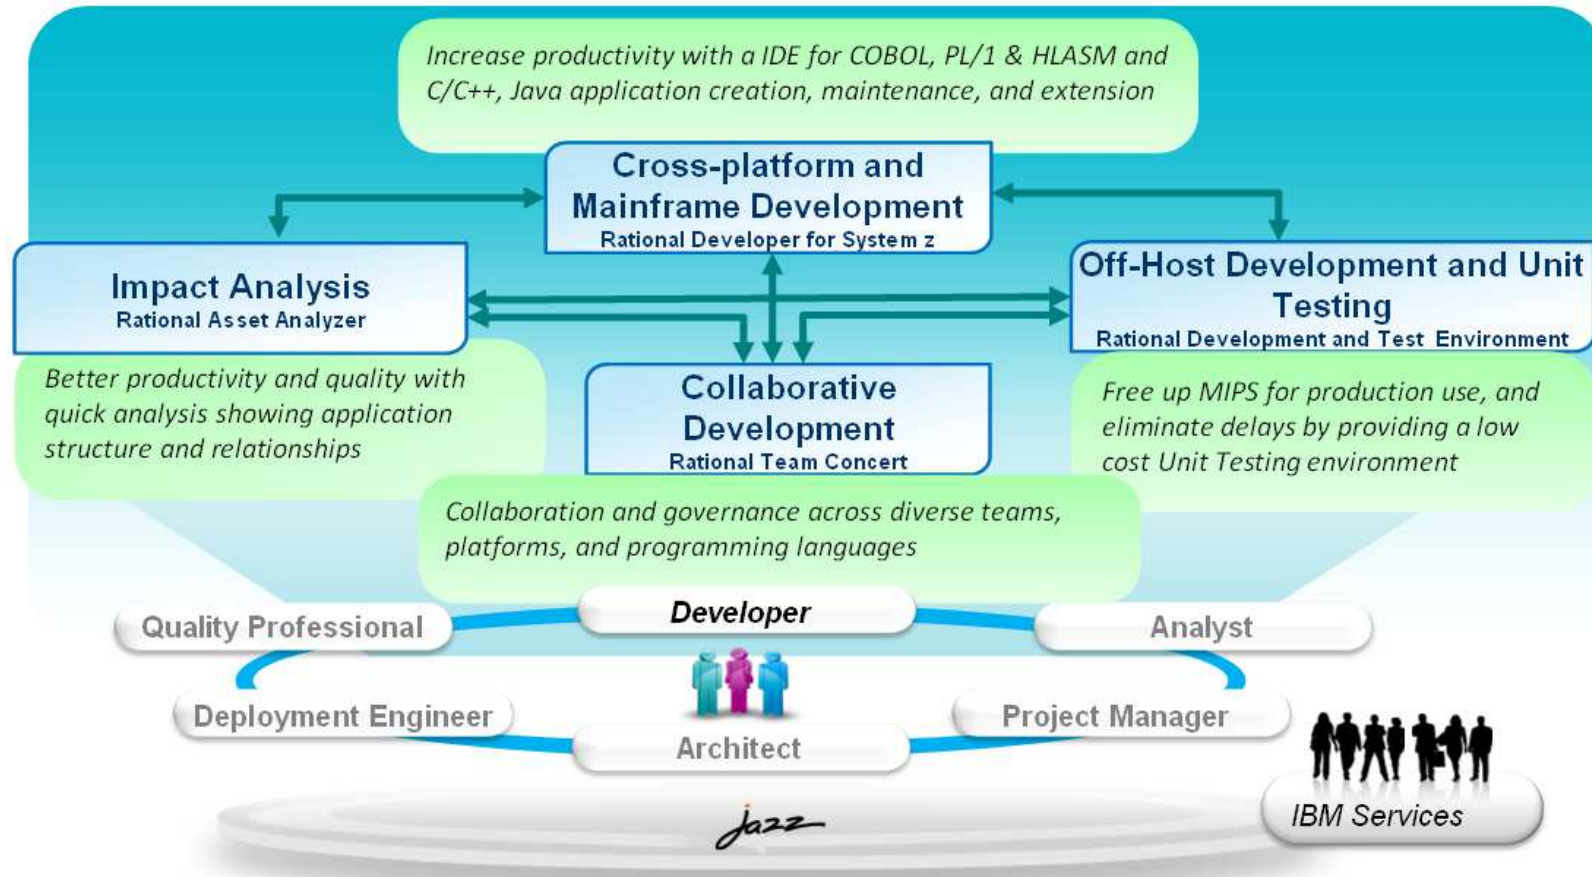 Increase productivity with a IDE for COBOL, PL/1 & HLASM and
C/C++, Java application creation, maintenance, and extension
Cross-platform and
Mainframe Development
Rational Developer for System z
Impact Analysis
Rational Asset Analyzer
Off-Host Development and Unit
Testing
Rational Development and Test Environment
Better productivity and quality with
quick analysis showing application
structure and relationships
Collaborative
Development
Rational Team Concert
Free up MIPS for production use, and
eliminate delays by providing a low
cost Unit Testing environment
Collaboration and governance across diverse teams,
platforms, and programming languages
Quality Professional
Developer
Analyst
Deployment Engineer
Project Manager
Architect
jazz
IBM Services